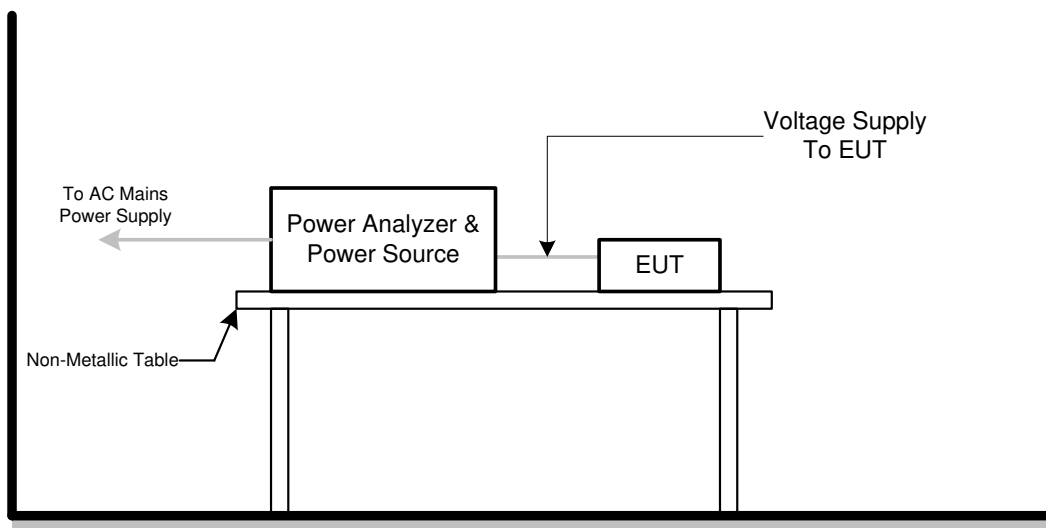 Voltage Supply
To EUT
To AC Mains
Power Supply
Power Analyzer &
Power Source
EUT
Non-Metallic Table